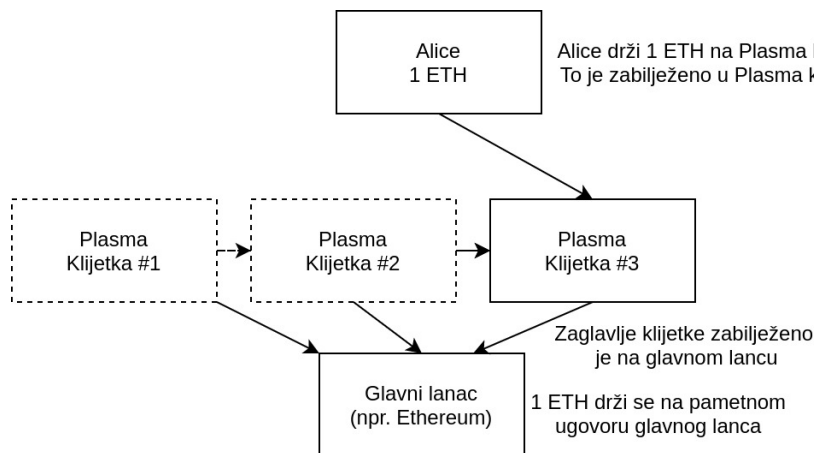 Alice
1 ETH
Alice drži 1 ETH na Plasma
To je zabilježeno u Plasma
Plasma
Klijetka #1
Plasma
Klijetka #2
Plasma
Klijetka #3
Zaglavlje klijetke zabilježeno
je na glavnom lancu
Glavni lanac
(npr. Ethereum)
1 ETH drži se na pametnom
ugovoru glavnog lanca